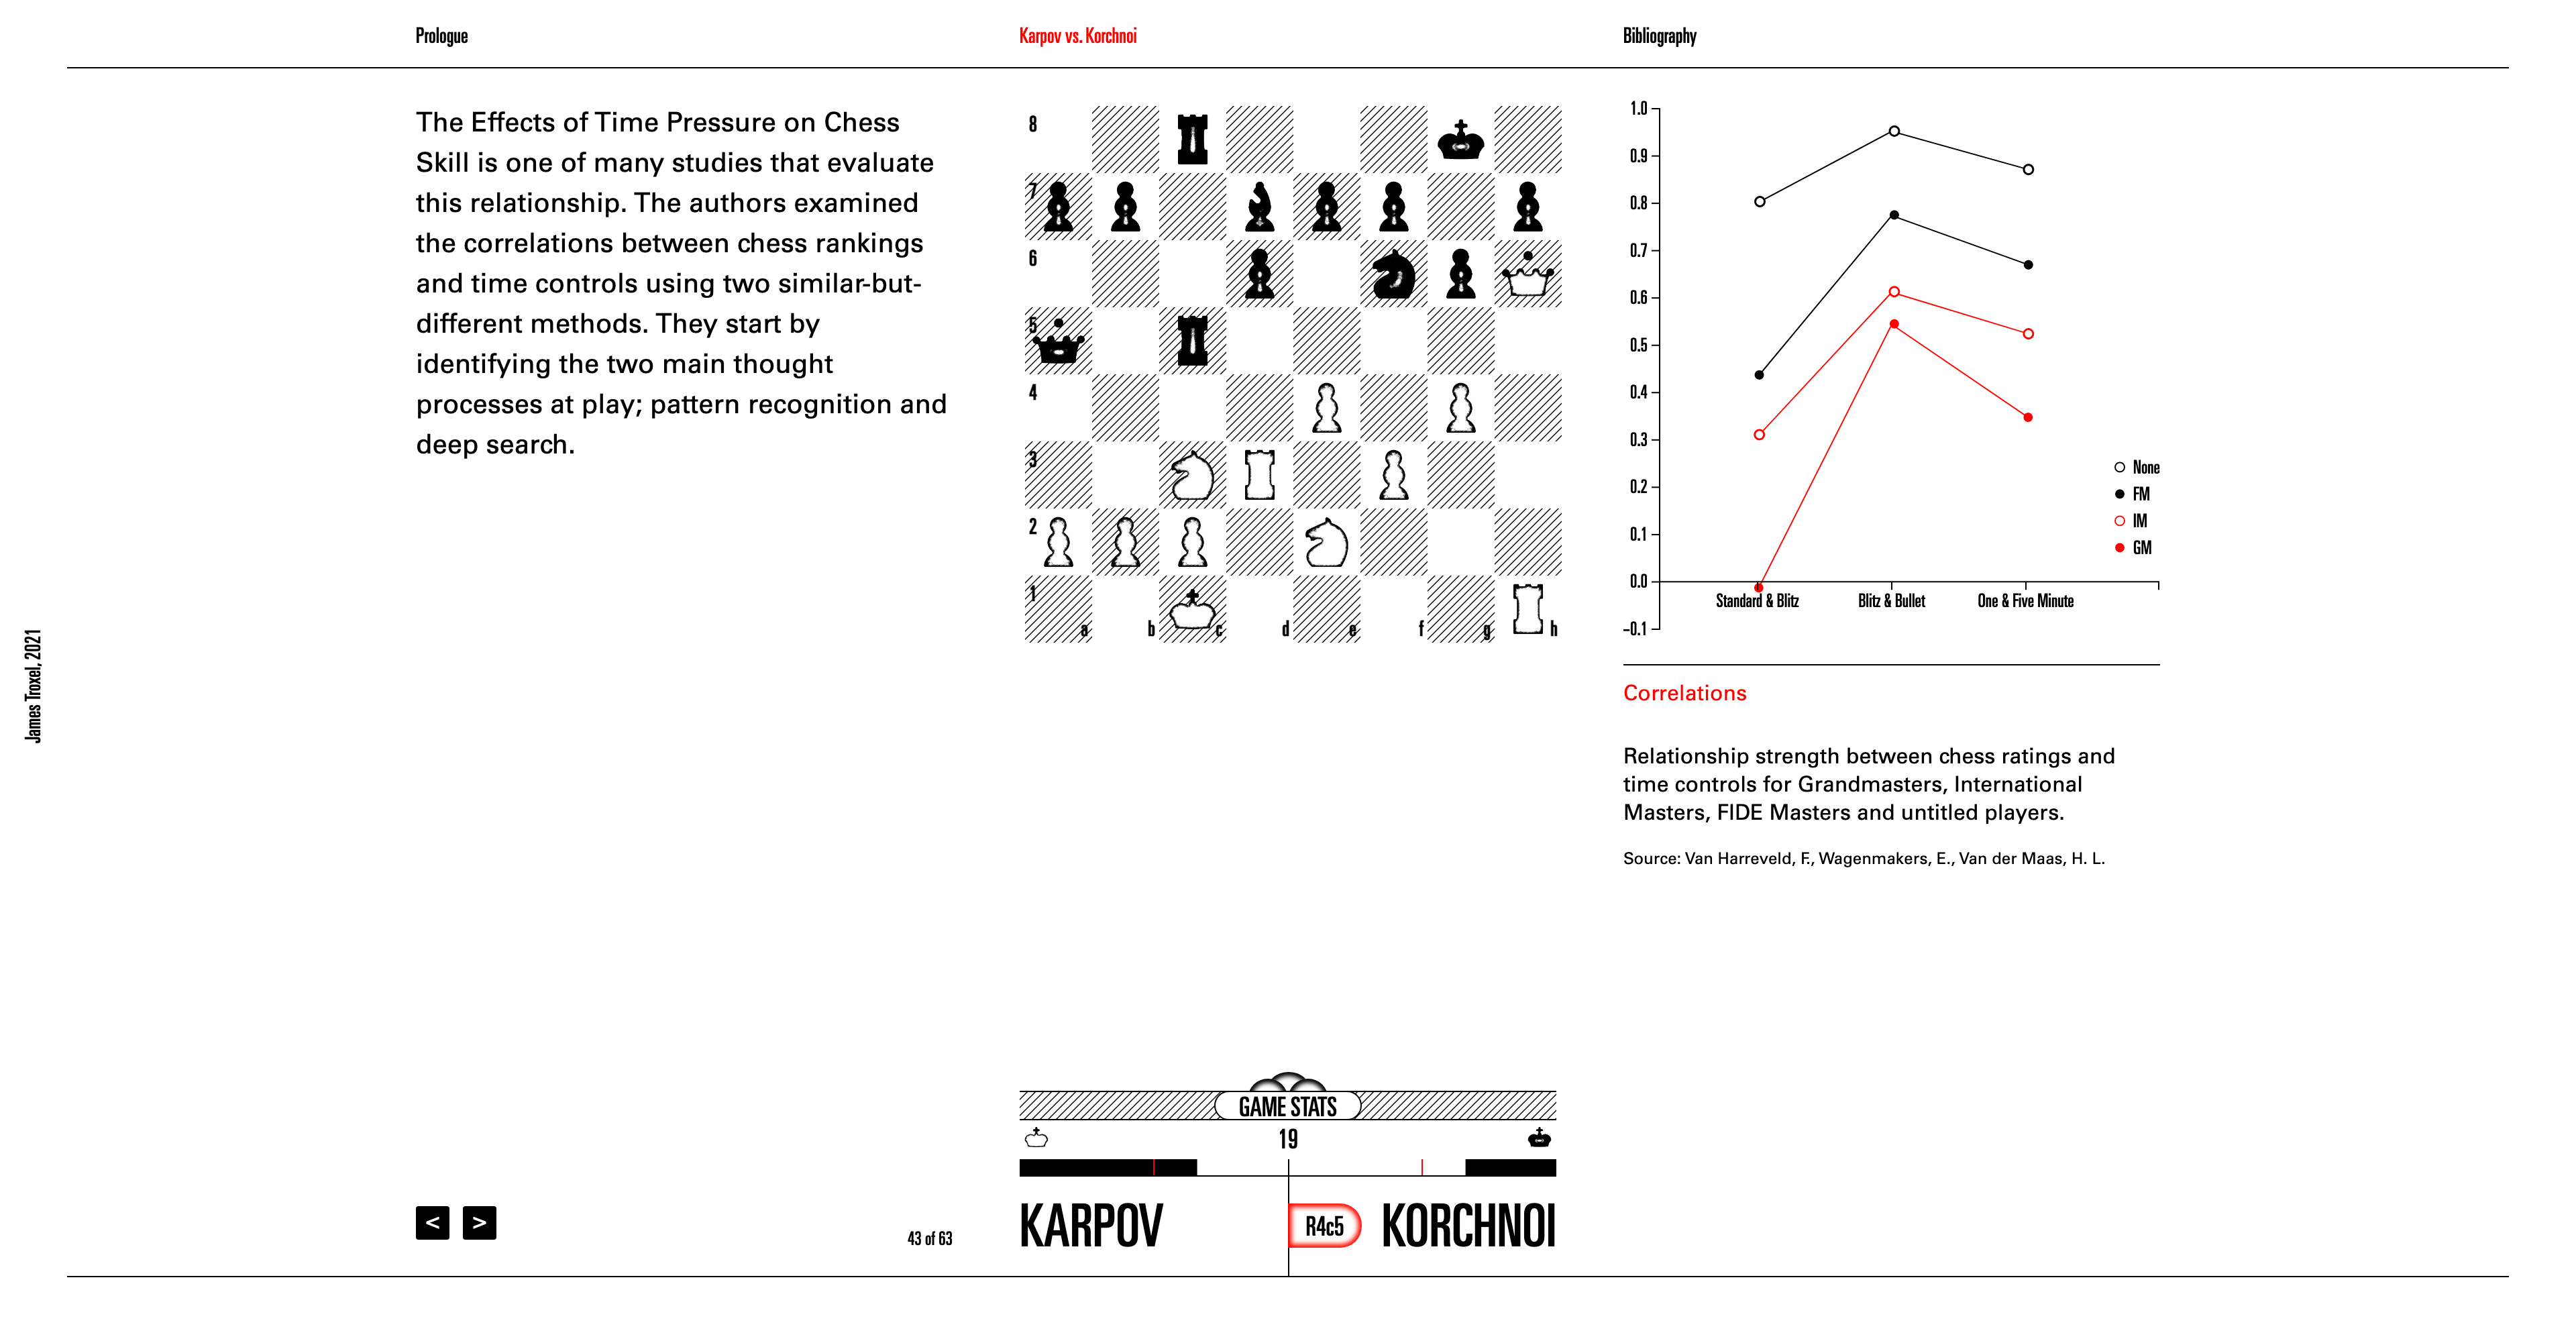 Prologue
Karpov vs. Korchnoi
Bibliography
The Effects of Time Pressure on Chess
Skill is one of many studies that evaluate
this relationship. The authors examined
the correlations between chess rankings
and time controls using two similar-but-
different methods. They start by
identifying the two main thought
processes at play; pattern recognition and
deep search.
8
7
6
5
4
3
2
1
a b c d e f g h
1.0
0.9
0.8
0.7
0.6
0.5
0.4
0.3
0.2
0.1
0.0
–0.1
None
FM
IM
GM
Standard & Blitz Blitz & Bullet One & Five Minute
Correlations
Relationship strength between chess ratings and
time controls for Grandmasters, International
Masters, FIDE Masters and untitled players.
Source: Van Harreveld, F., Wagenmakers, E., Van der Maas, H. L.
James Troxel, 2021
GAME STATS
19
KARPOV R4c5 KORCHNOI
< >
43 of 63